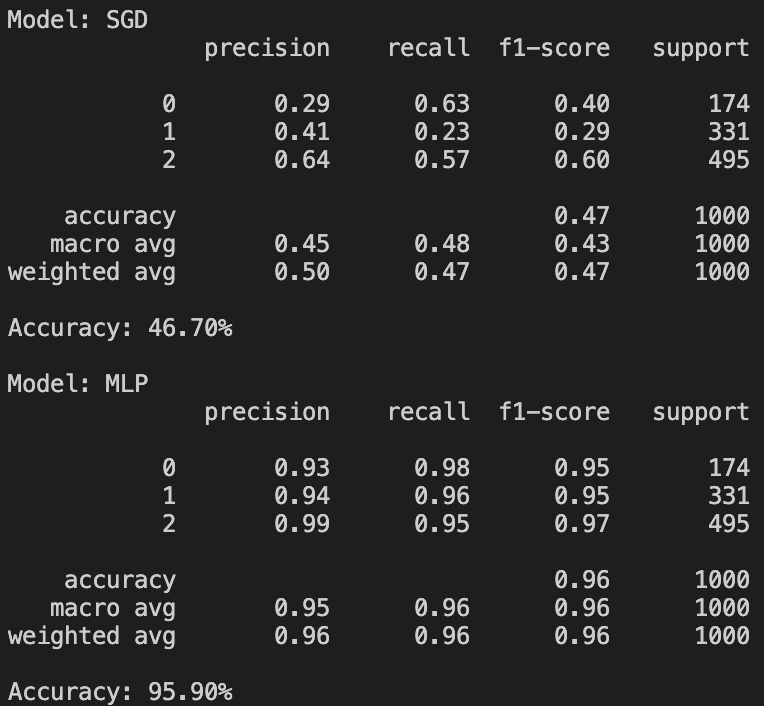 Model: SGD
precision recall f1-score support
0 0.29 0.63 0.40 174
1 0.41 0.23 0.29 331
2 0.64 0.57 0.60 495
accuracy 0.47 1000
macro avg 0.45 0.48 0.43 1000
weighted avg 0.50 0.47 0.47 1000
Accuracy: 46.70%
Model: MLP
precision recall f1-score support
0 0.93 0.98 0.95 174
1 0.94 0.96 0.95 331
2 0.99 0.95 0.97 495
accuracy 0.96 1000
macro avg 0.95 0.96 0.96 1000
weighted avg 0.96 0.96 0.96 1000
Accuracy: 95.90%